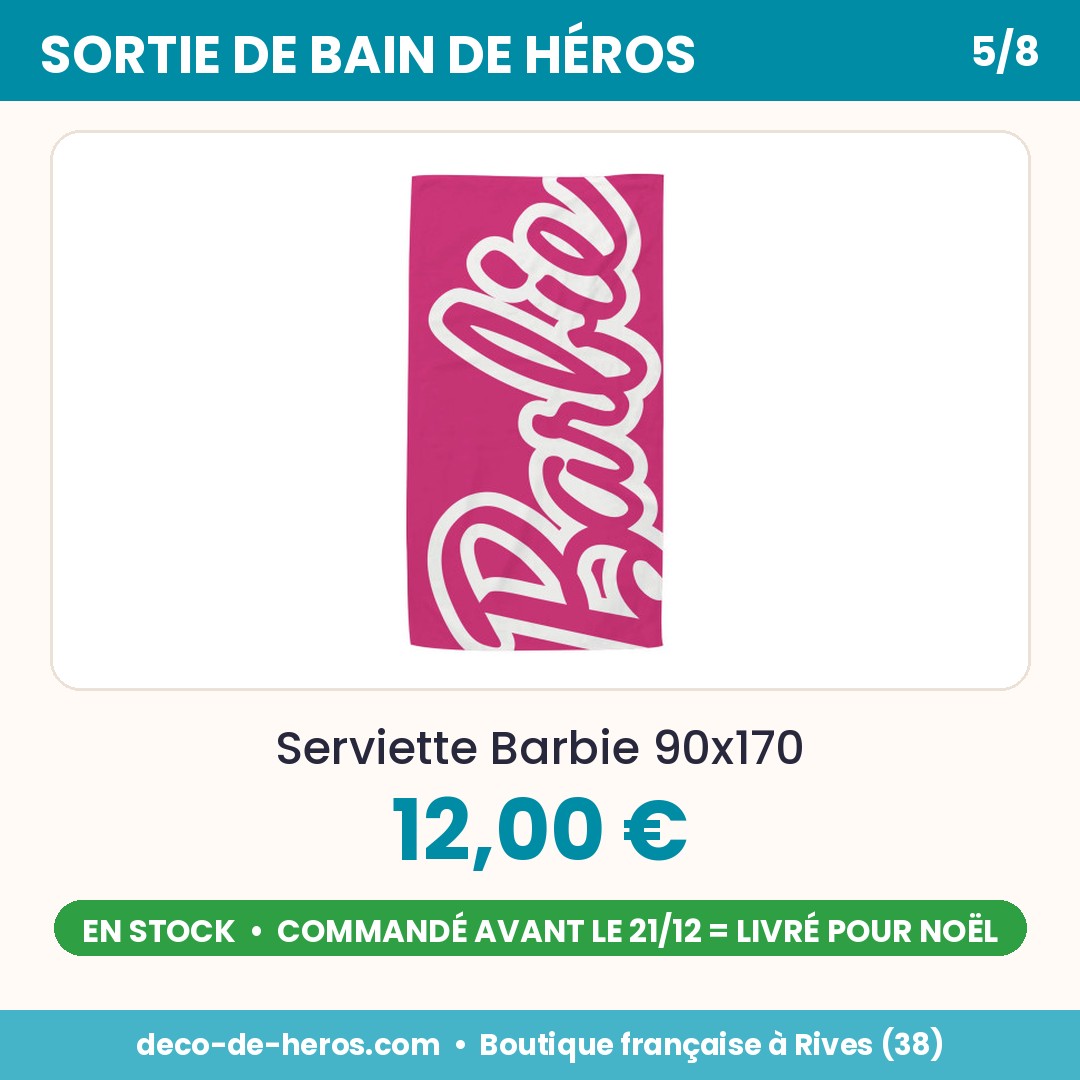 SORTIE DE BAIN DE HÉROS
5/8
Barbie
Serviette Barbie 90x170
12,00 €
EN STOCK • COMMANDÉ AVANT LE 21/12 = LIVRÉ POUR NOËL
deco-de-heros.com • Boutique française à Rives (38)